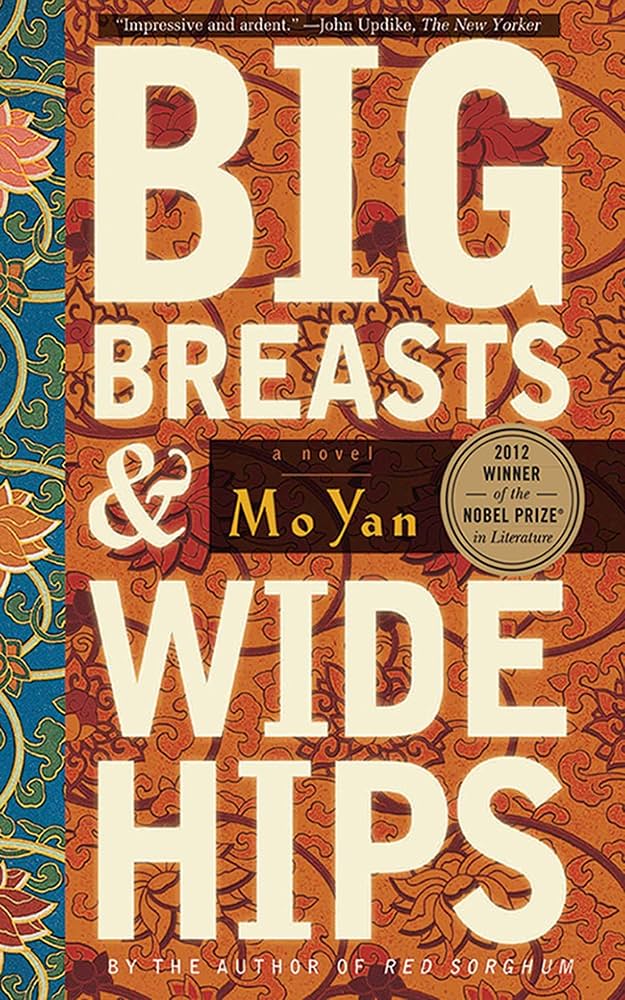 “Impressive and ardent.” —John Updike, The New Yorker
BIG
BREASTS
&
a novel
Mo Yan
2012
WINNER
of the
NOBEL PRIZE®
in Literature
WIDE
HIPS
BY THE AUTHOR OF RED SORGHUM